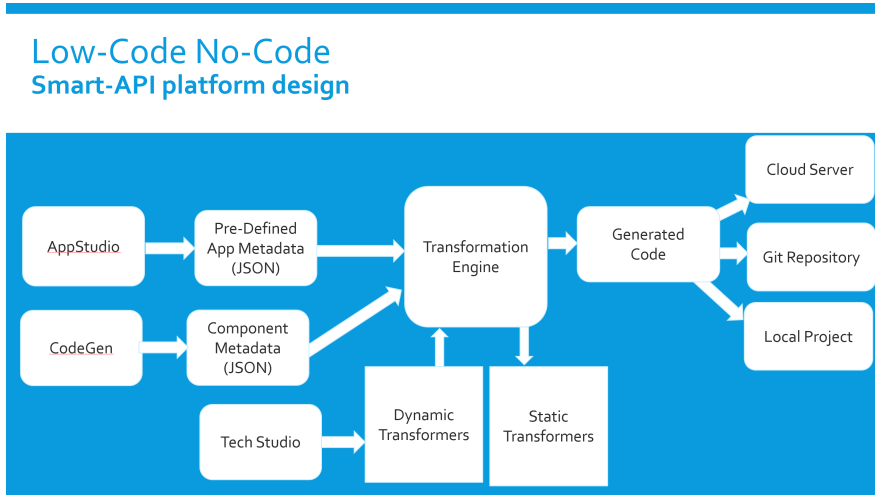 Low-Code No-Code
Smart-API platform design
AppStudio
Pre-Defined
App Metadata
(JSON)
Transformation
Engine
Generated
Code
Cloud Server
Git Repository
Local Project
CodeGen
Component
Metadata
(JSON)
Tech Studio
Dynamic
Transformers
Static
Transformers